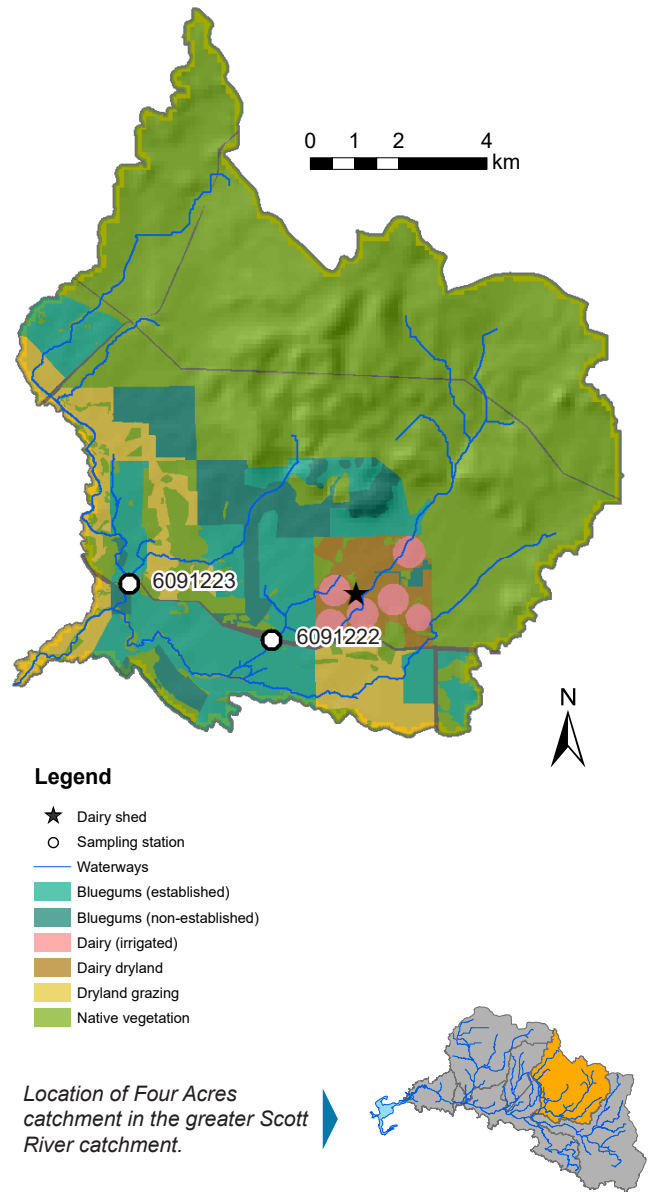 0 1 2 4
km
6091223
6091222
N
Legend
Dairy shed
Sampling station
Waterways
Bluegums (established)
Bluegums (non-established)
Dairy (irrigated)
Dairy dryland
Dryland grazing
Native vegetation
Location of Four Acres
catchment in the greater Scott
River catchment.